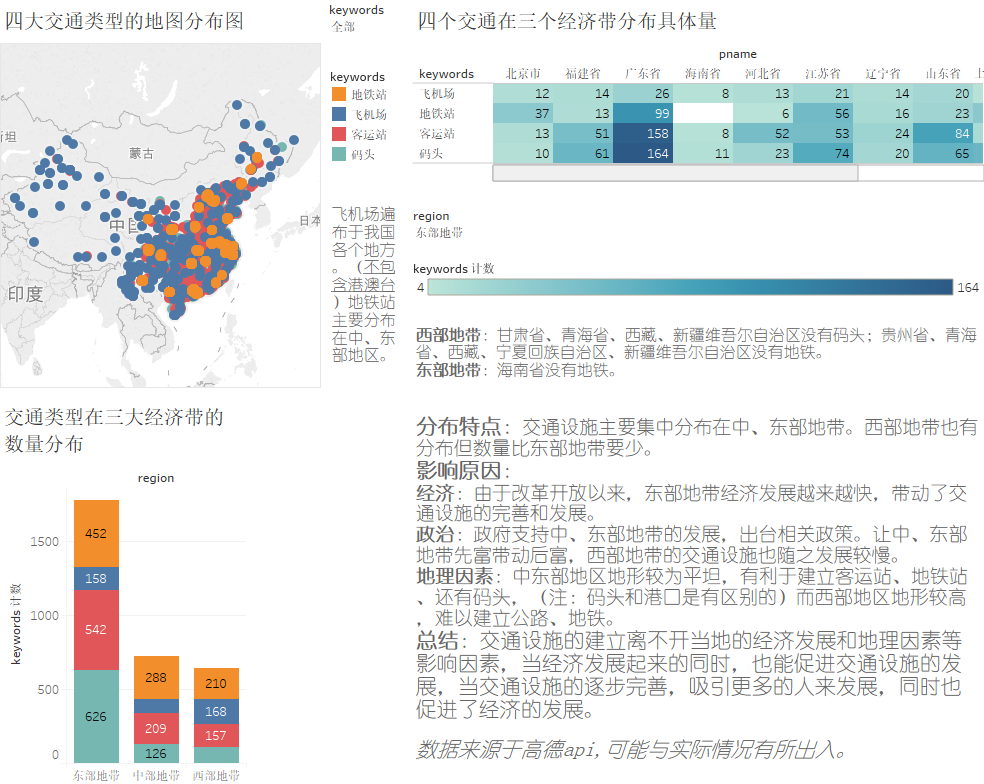 四大交通类型的地图分布图
keywords
全部
keywords
地铁站
飞机场
客运站
码头
斯坦
蒙古
中国
日本
印度
飞机场遍
布于我国
各个地方
。（不包
含港澳台
）地铁站
主要分布
在中、东
部地区。
四个交通在三个经济带分布具体量
pname
keywords 北京市 福建省 广东省 海南省 河北省 江苏省 辽宁省 山东省 上
飞机场 12 14 26 8 13 21 14 20
地铁站 37 13 99 6 56 16 23
客运站 13 51 158 8 52 53 24 84
码头 10 61 164 11 23 74 20 65
region
东部地带
keywords 计数
4 164
西部地带：甘肃省、青海省、西藏、新疆维吾尔自治区没有码头；贵州省、青海
省、西藏、宁夏回族自治区、新疆维吾尔自治区没有地铁。
东部地带：海南省没有地铁。
交通类型在三大经济带的
数量分布
region
keywords 计数
1500
1000
500
0
452
158
542
626
288
209
126
210
168
157
东部地带 中部地带 西部地带
分布特点：交通设施主要集中分布在中、东部地带。西部地带也有
分布但数量比东部地带要少。
影响原因：
经济：由于改革开放以来，东部地带经济发展越来越快，带动了交
通设施的完善和发展。
政治：政府支持中、东部地带的发展，出台相关政策。让中、东部
地带先富带动后富，西部地带的交通设施也随之发展较慢。
地理因素：中东部地区地形较为平坦，有利于建立客运站、地铁站
、还有码头，（注：码头和港口是有区别的）而西部地区地形较高
，难以建立公路、地铁。
总结：交通设施的建立离不开当地的经济发展和地理因素等
影响因素，当经济发展起来的同时，也能促进交通设施的发
展，当交通设施的逐步完善，吸引更多的人来发展，同时也
促进了经济的发展。
数据来源于高德api,可能与实际情况有所出入。